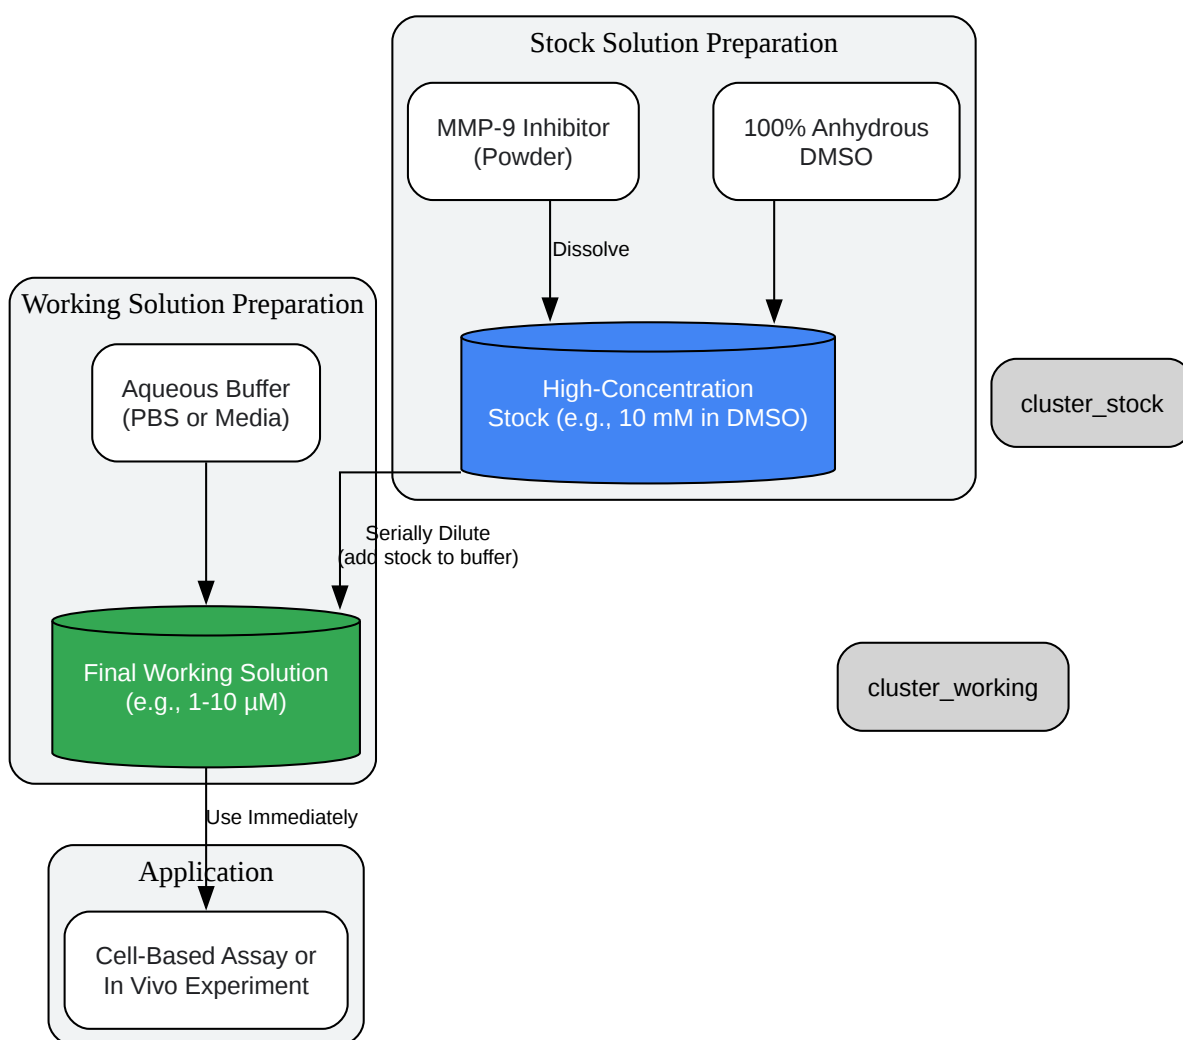 Stock Solution Preparation
MMP-9 Inhibitor
(Powder)
100% Anhydrous
DMSO
Dissolve
Working Solution Preparation
Aqueous Buffer
(PBS or Media)
High-Concentration
Stock (e.g., 10 mM in DMSO)
cluster_stock
Serially Dilute
(add stock to buffer)
Final Working Solution
(e.g., 1-10 µM)
cluster_working
Use Immediately
Application
Cell-Based Assay or
In Vivo Experiment